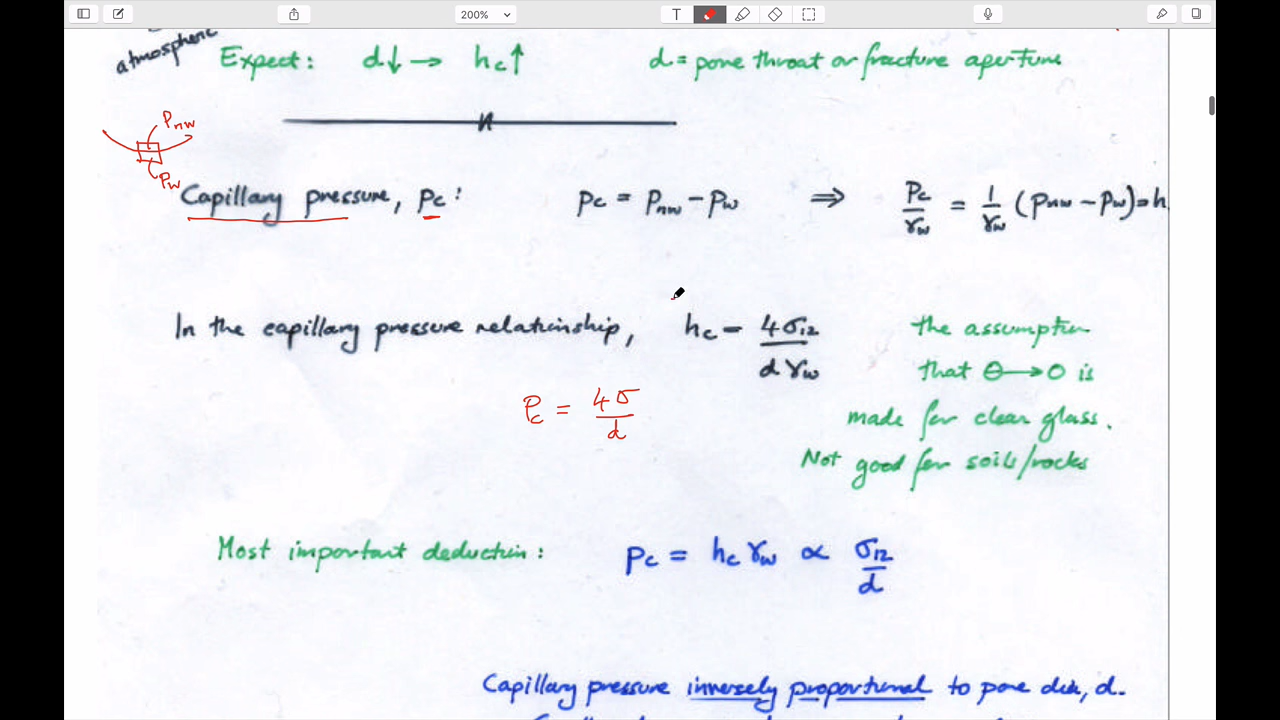 200%
T
atmospheric
Expect: d↓ → hc↑ d = pore throat or fracture aperture
Pnw
Pw
Capillary pressure, pc: pc = pnw - pw ⇒ pc/γw = 1/γw (pnw - pw) = h
In the capillary pressure relationship, hc = 4σ12/dγw the assumption
that θ → 0 is
Pc = 4σ/d
made for clear glass.
Not good for soils/rocks
Most important deduction: pc = hc γw ∝ σ12/d
Capillary pressure inversely proportional to pore diam, d.